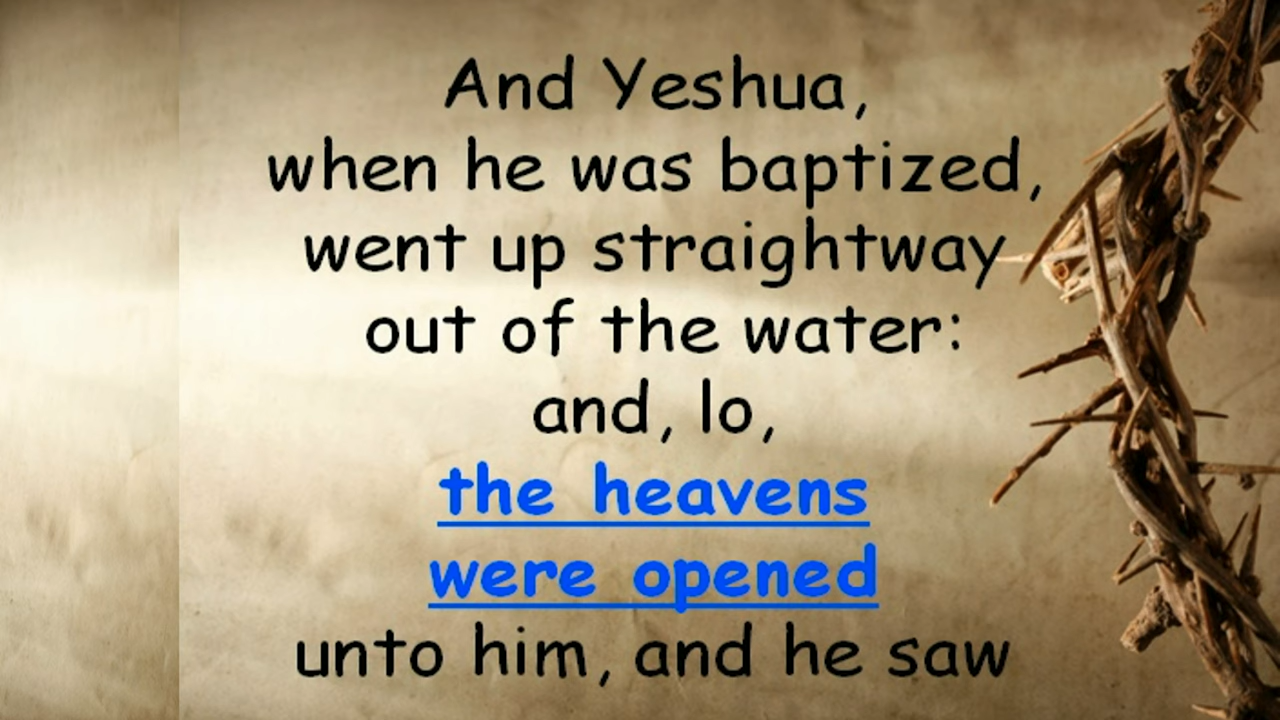 And Yeshua,
when he was baptized,
went up straightway
out of the water:
and, lo,
the heavens
were opened
unto him, and he saw